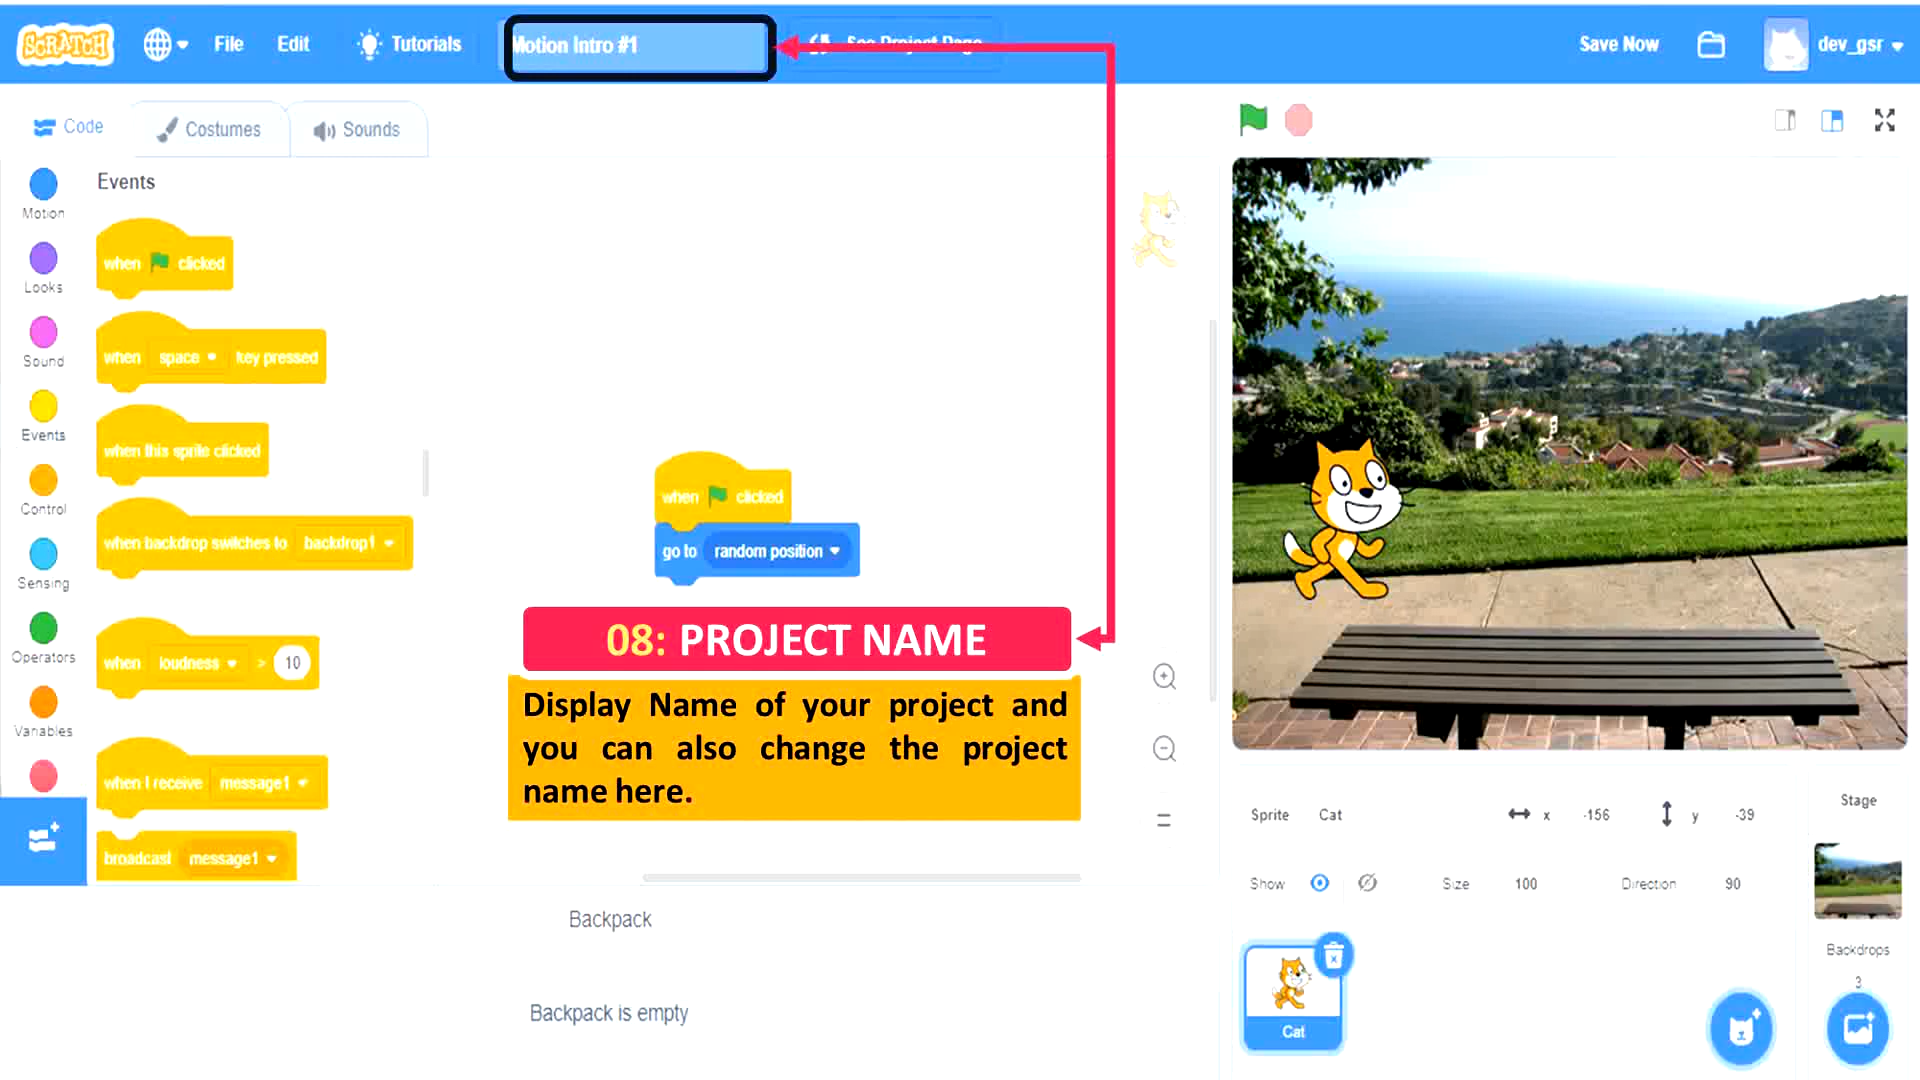 SCRATCH
File
Edit
Tutorials
Motion Intro #1
See Project Page
Save Now
dev_gsr
Code
Costumes
Sounds
Motion
Looks
Sound
Events
Control
Sensing
Operators
Variables
Events
when clicked
when space key pressed
when this sprite clicked
when backdrop switches to backdrop1
when loudness > 10
when I receive message1
broadcast message1
when clicked
go to random position
08: PROJECT NAME
Display Name of your project and
you can also change the project
name here.
Backpack
Backpack is empty
Sprite Cat x -156 y -39
Show Size 100 Direction 90
Cat
Stage
Backdrops
3